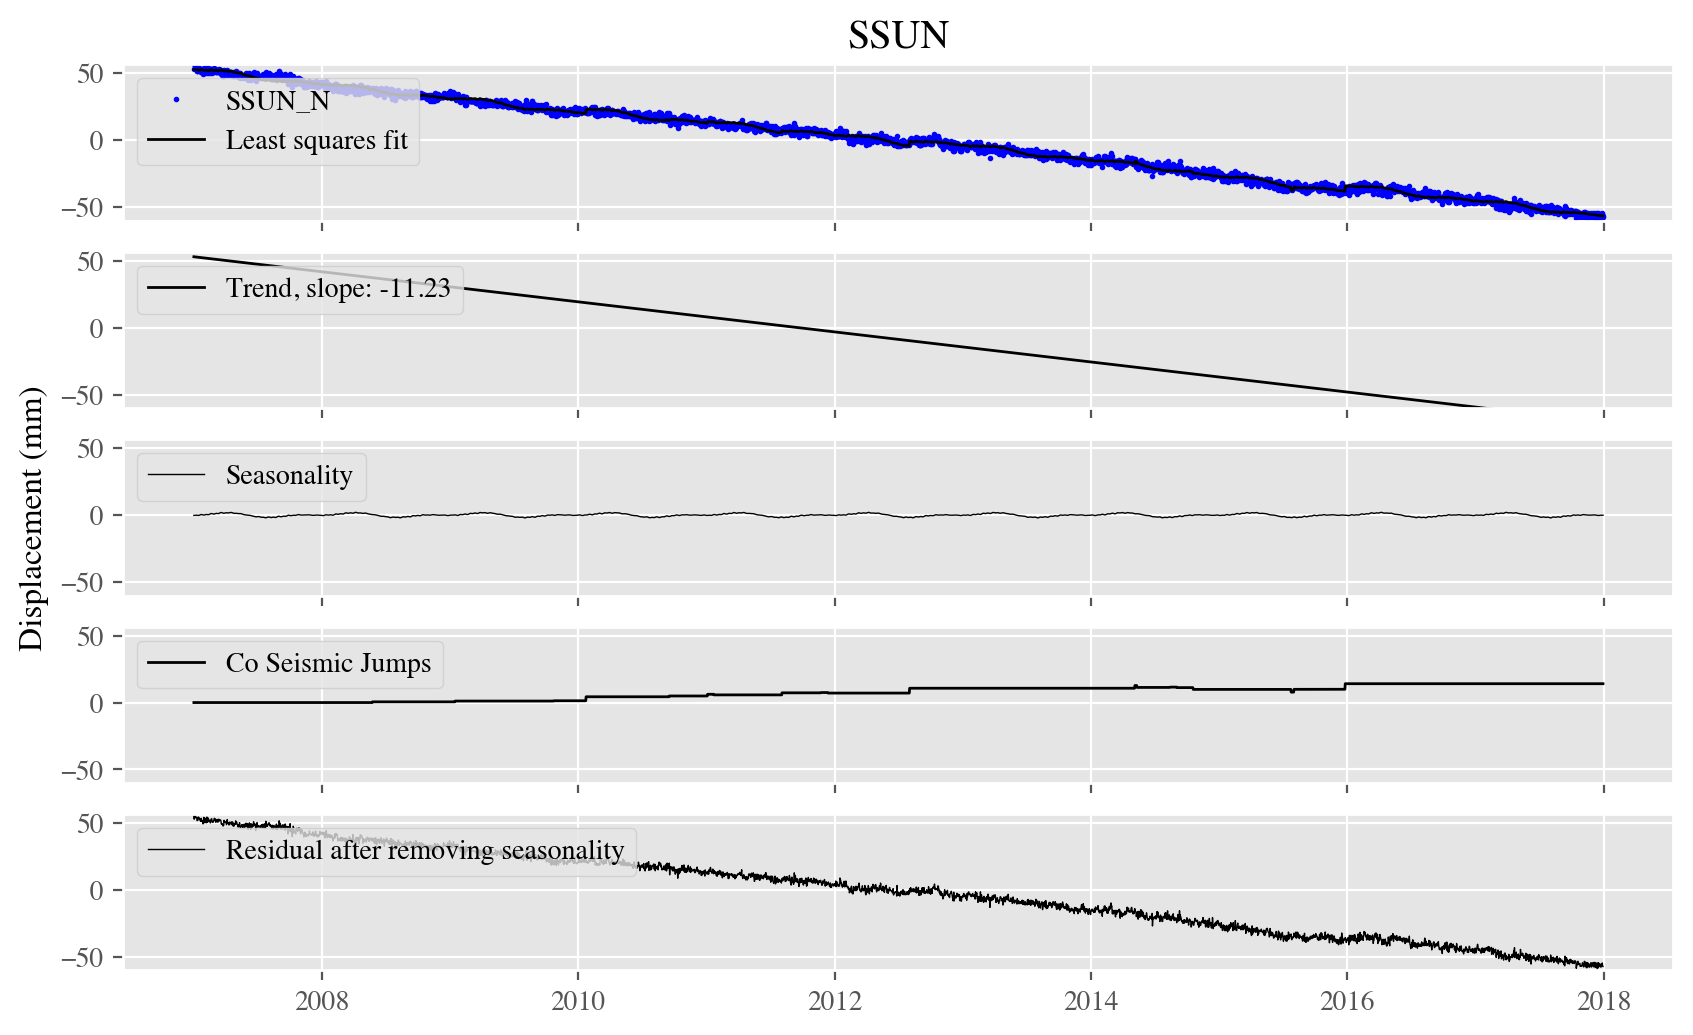 SSUN
50
0
−50
SSUN_N
Least squares fit
50
0
−50
Trend, slope: -11.23
Displacement (mm)
50
0
−50
Seasonality
50
0
−50
Co Seismic Jumps
50
0
−50
Residual after removing seasonality
2008 2010 2012 2014 2016 2018